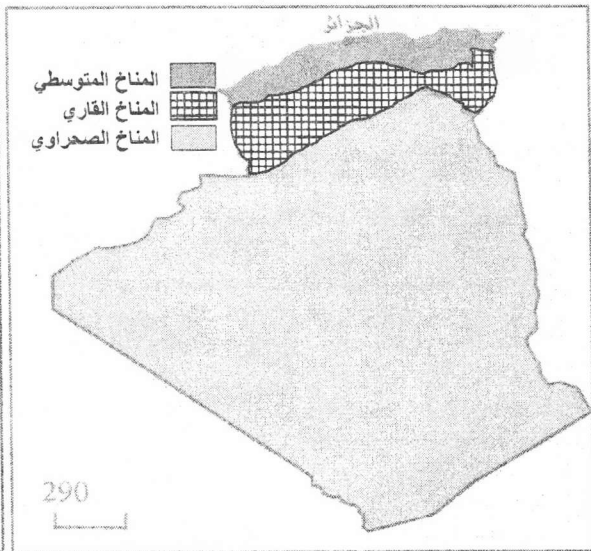 الجزائر
المناخ المتوسطي
المناخ القاري
المناخ الصحراوي
290